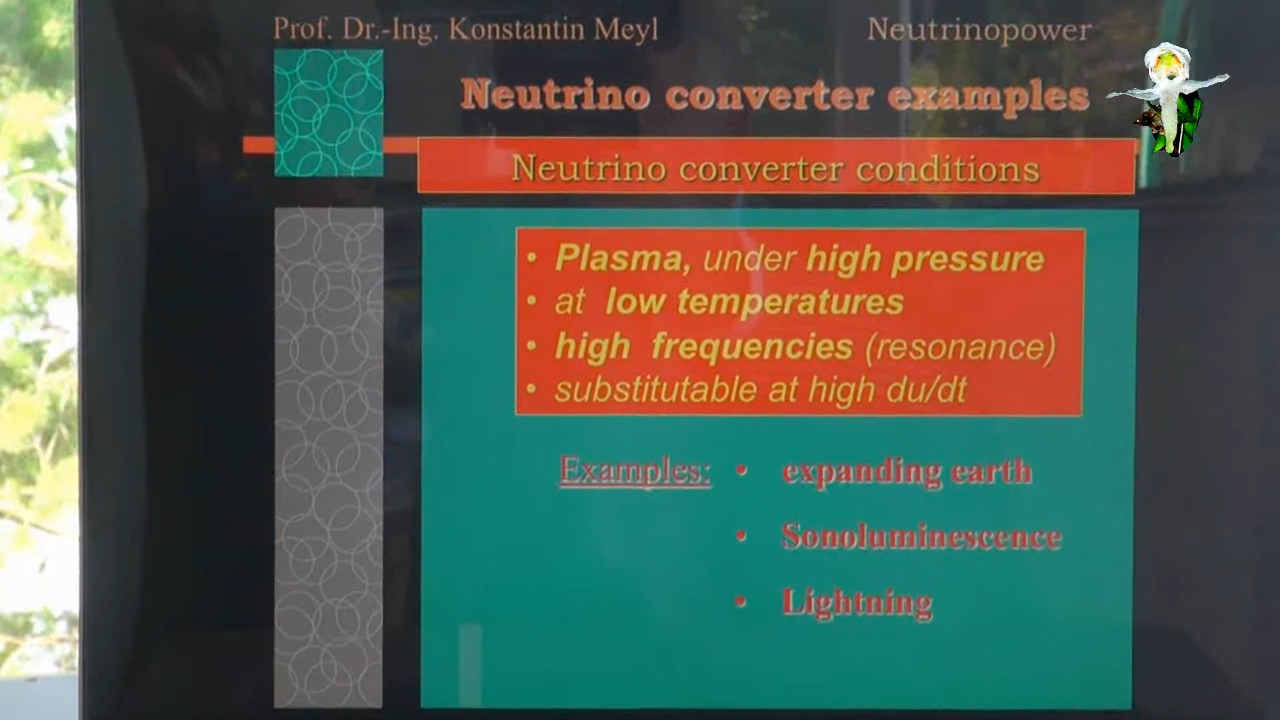 Prof. Dr.-Ing. Konstantin Meyl Neutrinopower
Neutrino converter examples
Neutrino converter conditions
• Plasma, under high pressure
• at low temperatures
• high frequencies (resonance)
• substitutable at high du/dt
Examples: • expanding earth
• Sonoluminescence
• Lightning